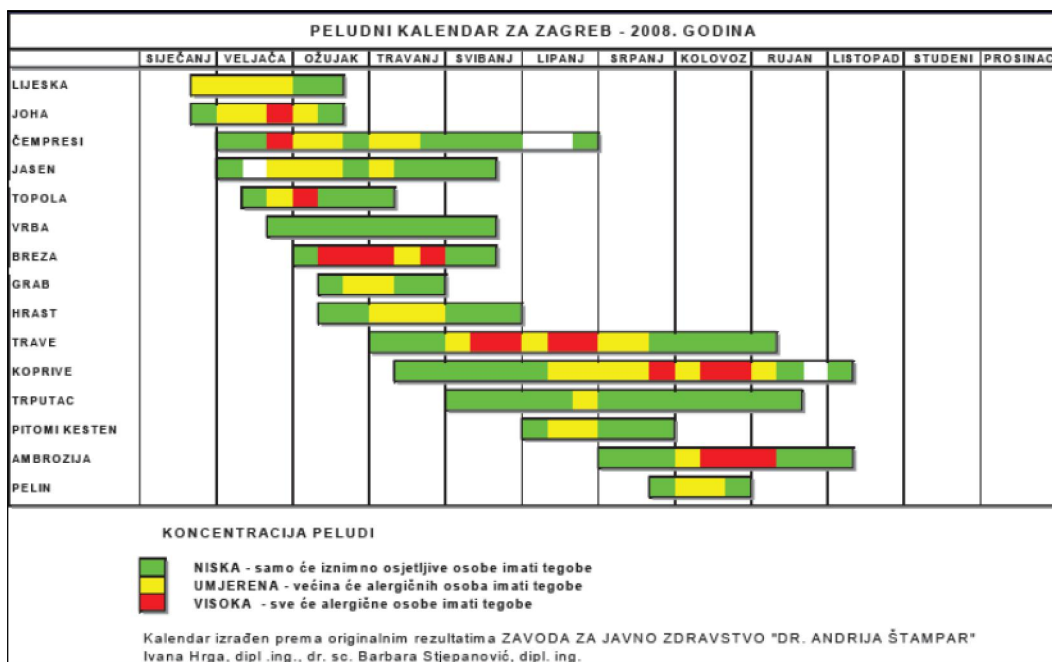 PELUDNI KALENDAR ZA ZAGREB - 2008. GODINA
SIJEČANJ VELJAČA OŽUJAK TRAVANJ SVIBANJ LIPANJ SRPANJ KOLOVOZ RUJAN LISTOPAD STUDENI PROSINAC
LIJESKA
JOHA
ČEMPRESI
JASEN
TOPOLA
VRBA
BREZA
GRAB
HRAST
TRAVE
KOPRIVE
TRPUTAC
PITOMI KESTEN
AMBROZIJA
PELIN
KONCENTRACIJA PELUDI
NISKA - samo će iznimno osjetljive osobe imati tegobe
UMJERENA - većina će alergičnih osoba imati tegobe
VISOKA - sve će alergične osobe imati tegobe
Kalendar izrađen prema originalnim rezultatima ZAVODA ZA JAVNO ZDRAVSTVO "DR. ANDRIJA ŠTAMPAR"
Ivana Hrga, dipl .ing., dr. sc. Barbara Stjepanović, dipl. ing.